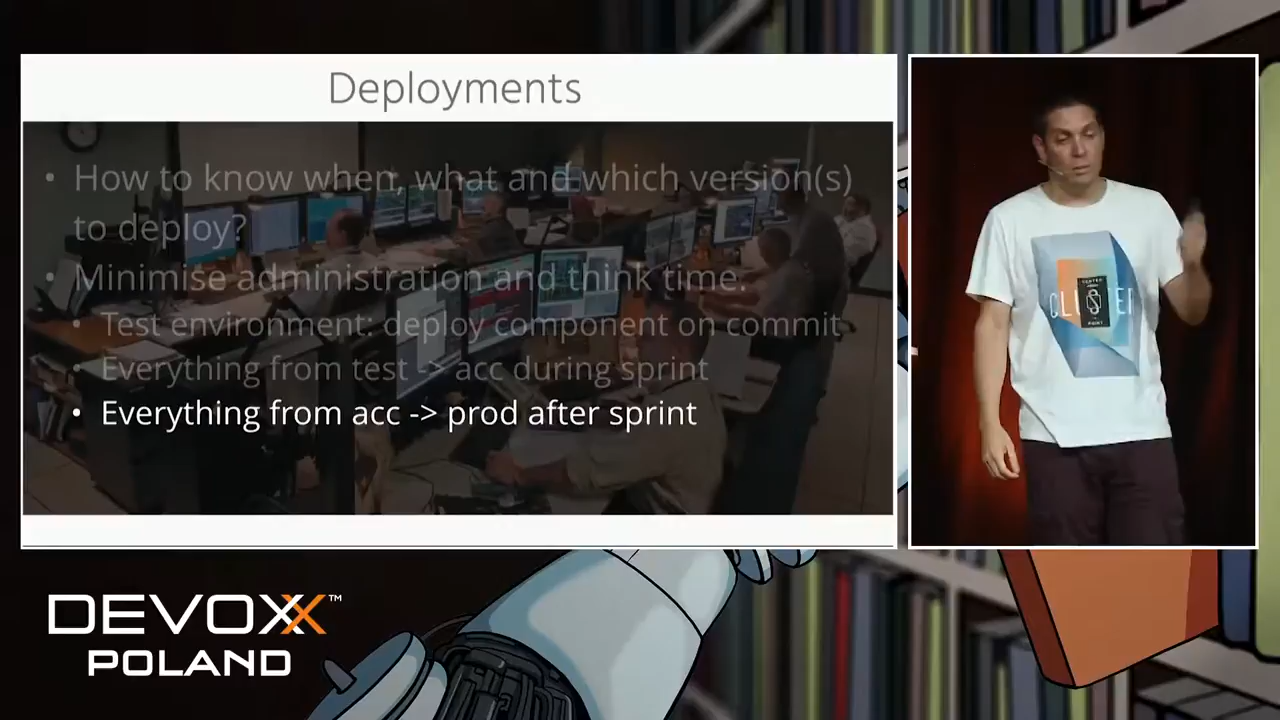 Deployments
• How to know when, what and which version(s)
to deploy?
• Minimise administration and think time.
• Test environment: deploy component on commit
• Everything from test -> acc during sprint
• Everything from acc -> prod after sprint
DEVOXX™
POLAND